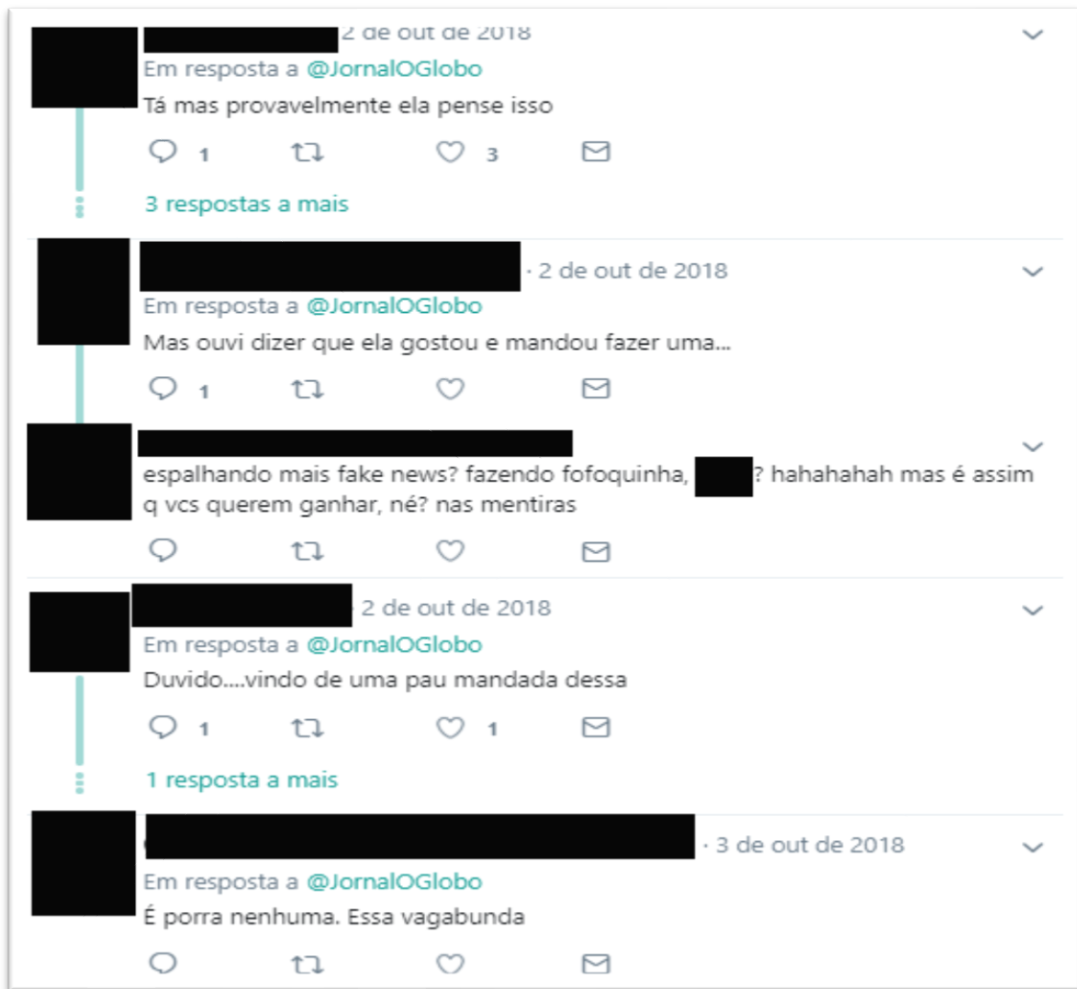 2 de out de 2018
Em resposta a @JornalOGlobo
Tá mas provavelmente ela pense isso
1 3
3 respostas a mais
· 2 de out de 2018
Em resposta a @JornalOGlobo
Mas ouvi dizer que ela gostou e mandou fazer uma...
1
espalhando mais fake news? fazendo fofoquinha, ? hahahahah mas é assim
q vcs querem ganhar, né? nas mentiras
2 de out de 2018
Em resposta a @JornalOGlobo
Duvido....vindo de uma pau mandada dessa
1 1
1 resposta a mais
· 3 de out de 2018
Em resposta a @JornalOGlobo
É porra nenhuma. Essa vagabunda